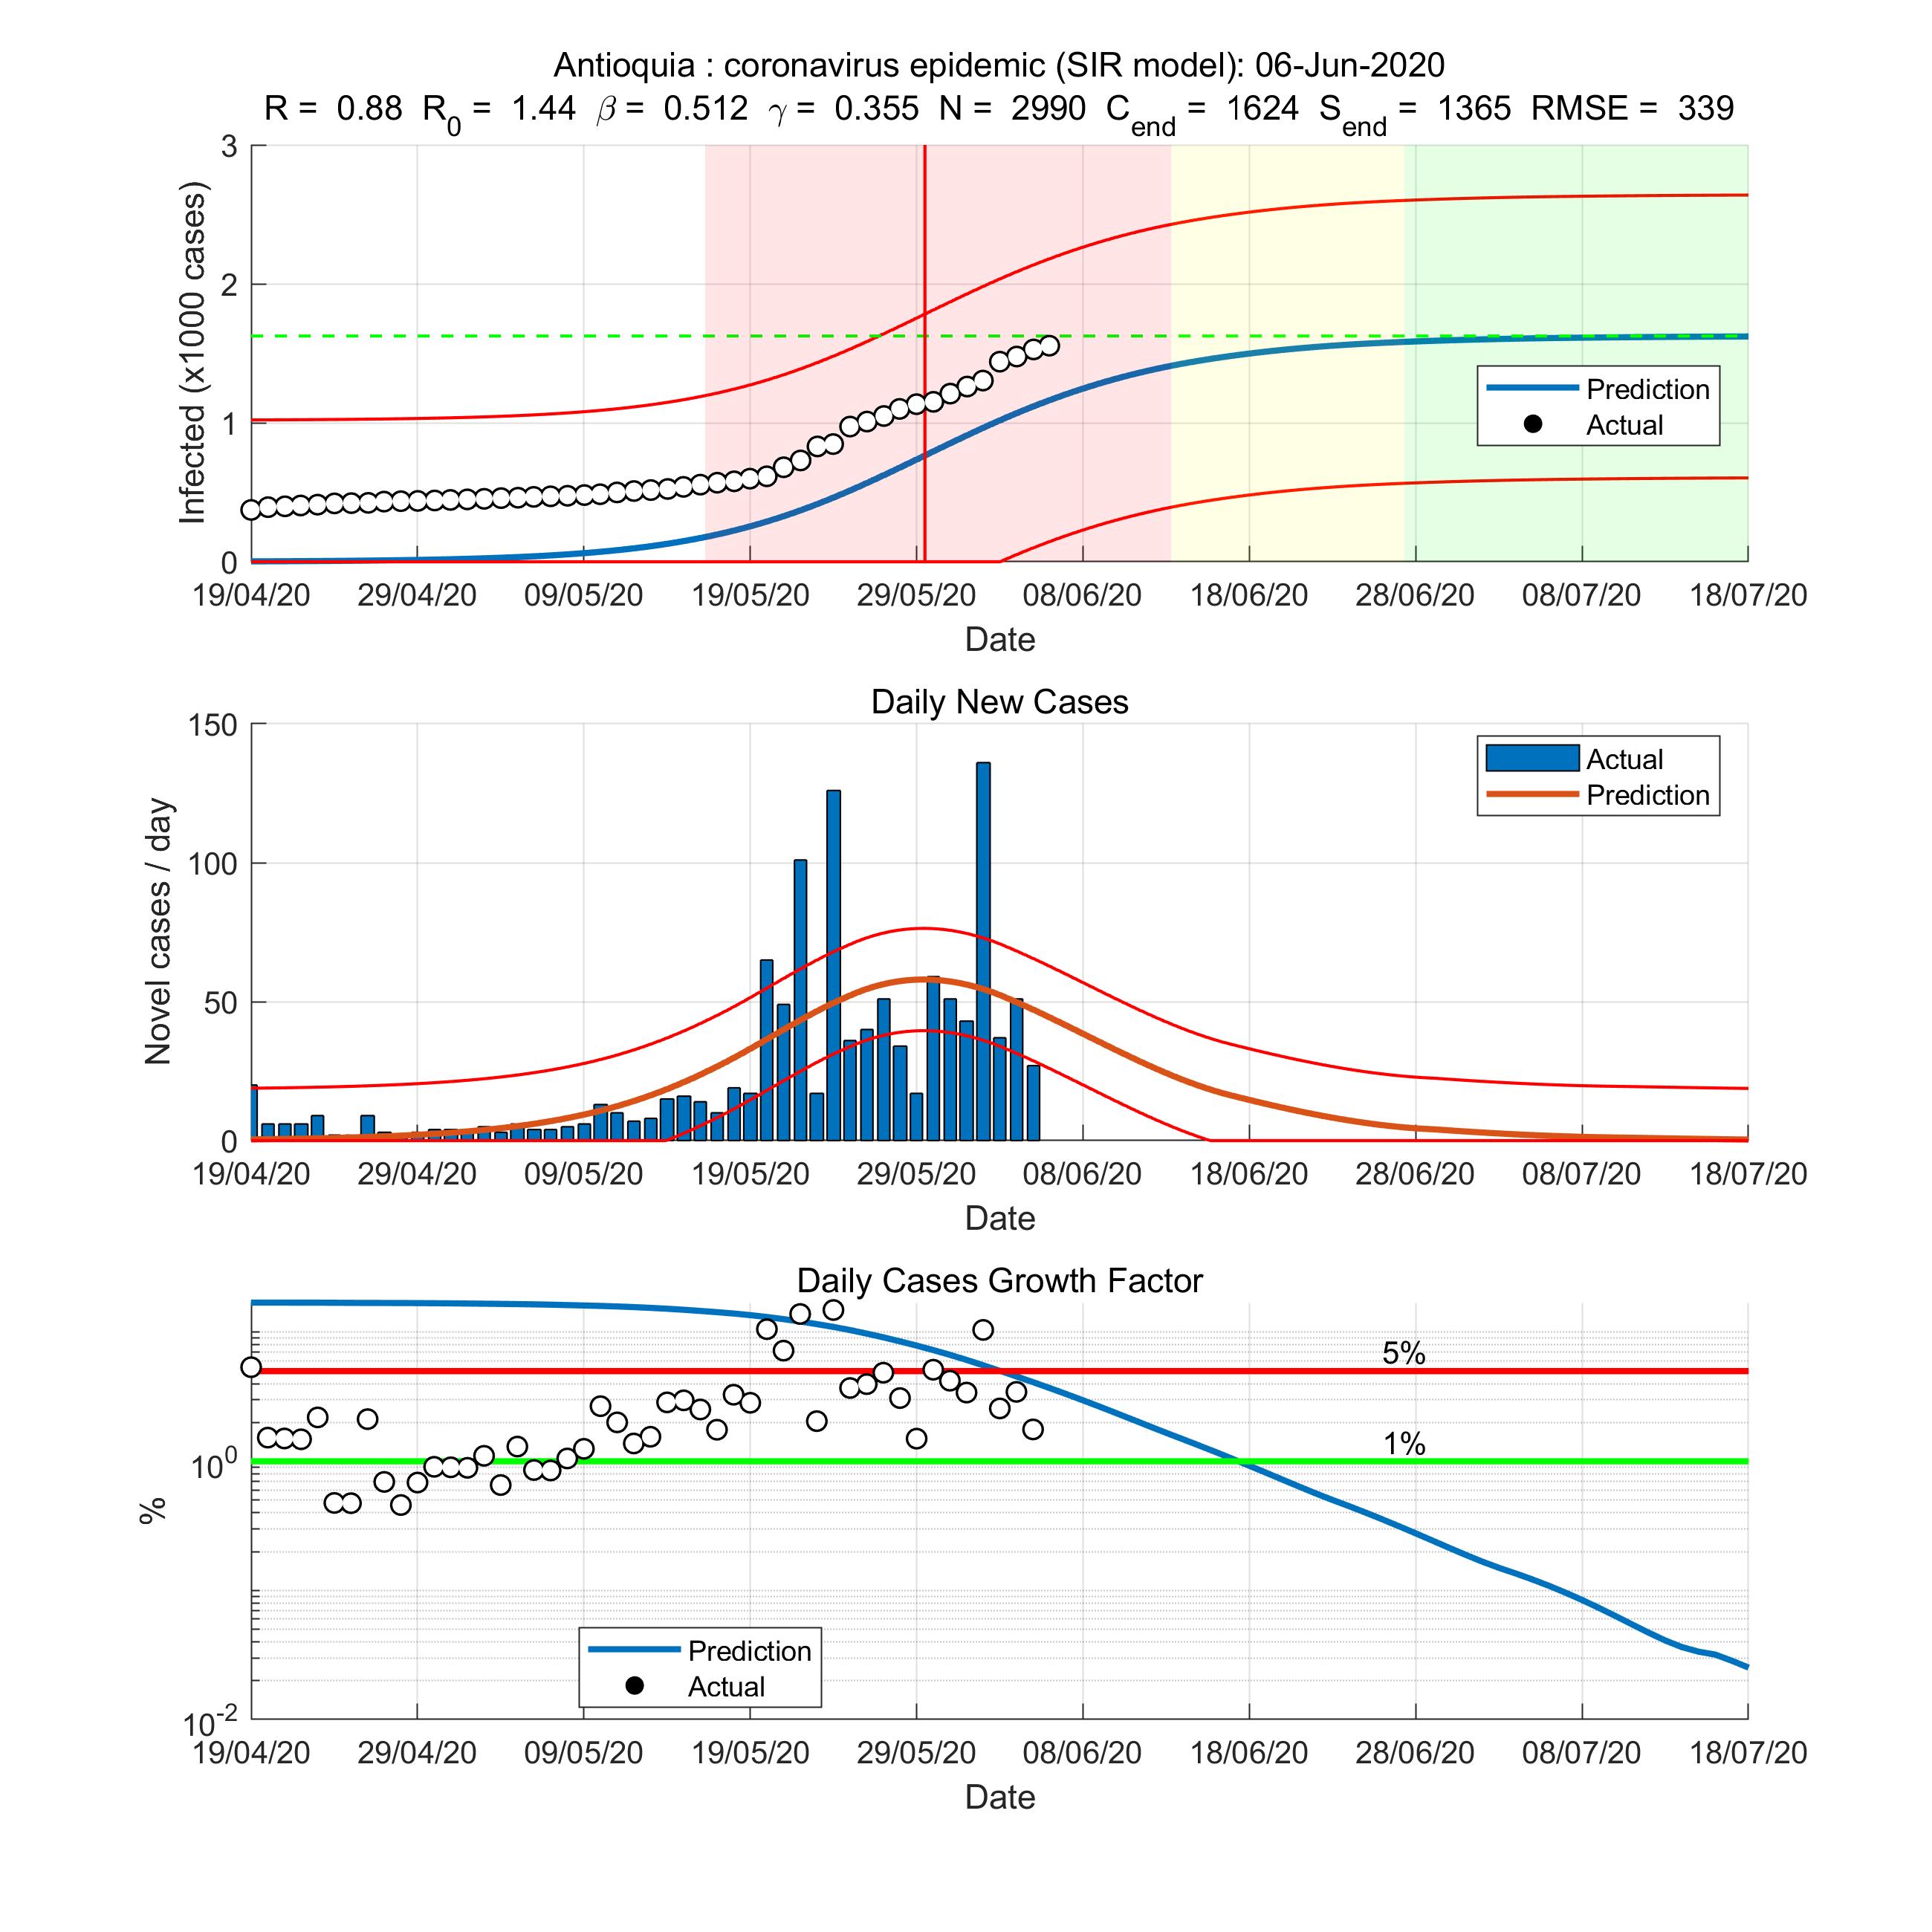 Antioquia : coronavirus epidemic (SIR model): 06-Jun-2020
R = 0.88 R0 = 1.44 β = 0.512 γ = 0.355 N = 2990 Cend = 1624 Send = 1365 RMSE = 339
Infected (x1000 cases)
3
2
1
0
Prediction
Actual
19/04/20 29/04/20 09/05/20 19/05/20 29/05/20 08/06/20 18/06/20 28/06/20 08/07/20 18/07/20
Date
Daily New Cases
Novel cases / day
150
100
50
0
Actual
Prediction
19/04/20 29/04/20 09/05/20 19/05/20 29/05/20 08/06/20 18/06/20 28/06/20 08/07/20 18/07/20
Date
Daily Cases Growth Factor
%
5%
1%
10^0
10^-2
Prediction
Actual
19/04/20 29/04/20 09/05/20 19/05/20 29/05/20 08/06/20 18/06/20 28/06/20 08/07/20 18/07/20
Date